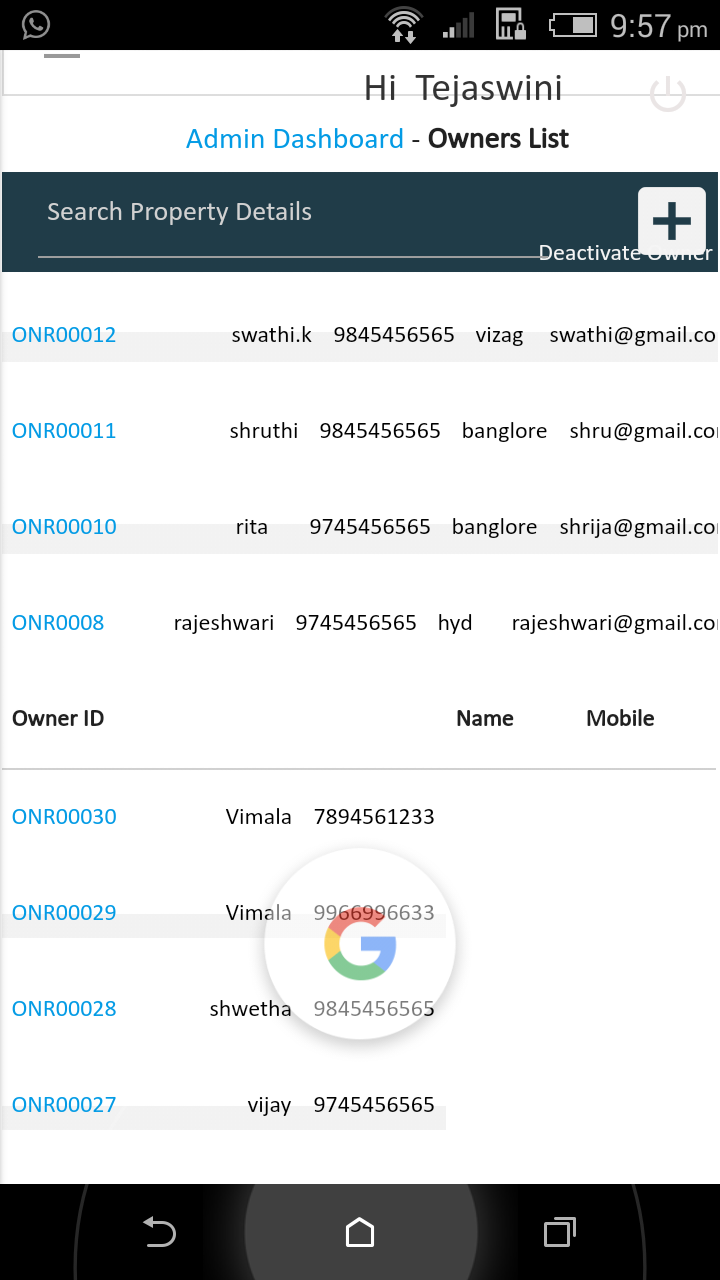 9:57 pm
Hi Tejaswini
Admin Dashboard - Owners List
Search Property Details
Deactivate Owner
ONR00012 swathi.k 9845456565 vizag swathi@gmail.co
ONR00011 shruthi 9845456565 banglore shru@gmail.co
ONR00010 rita 9745456565 banglore shrija@gmail.co
ONR0008 rajeshwari 9745456565 hyd rajeshwari@gmail.co
Owner ID Name Mobile
ONR00030 Vimala 7894561233
ONR00029 Vimala 9966996633
ONR00028 shwetha 9845456565
ONR00027 vijay 9745456565